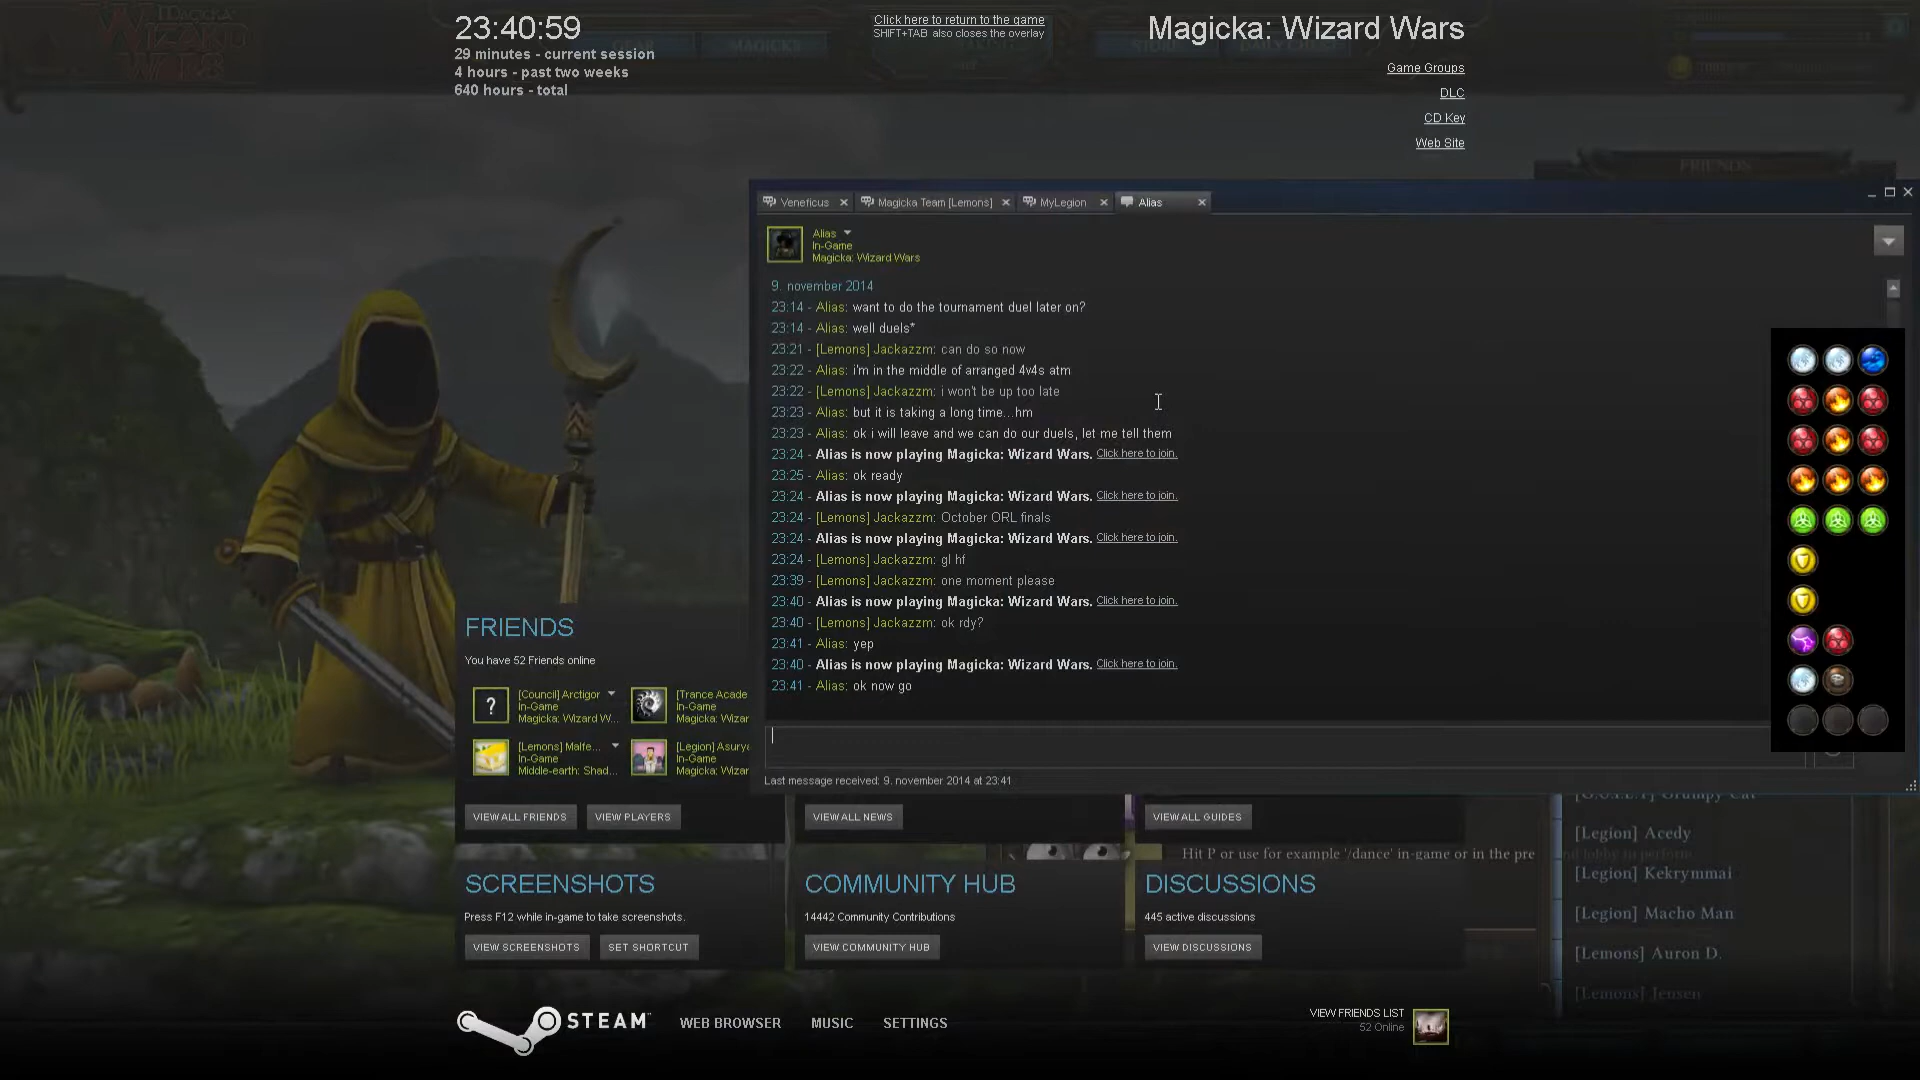 23:40:59
29 minutes - current session
4 hours - past two weeks
640 hours - total
Click here to return to the game
SHIFT+TAB also closes the overlay
Magicka: Wizard Wars
Game Groups
DLC
CD Key
Web Site
MAGICKA
WIZARD
WARS
MAGICKS
STORE
FRIENDS
Veneficus
Magicka Team [Lemons]
MyLegion
Alias
Alias
In-Game
Magicka: Wizard Wars
9. november 2014
23:14 - Alias: want to do the tournament duel later on?
23:14 - Alias: well duels*
23:21 - [Lemons] Jackazzm: can do so now
23:22 - Alias: i'm in the middle of arranged 4v4s atm
23:22 - [Lemons] Jackazzm: i won't be up too late
23:23 - Alias: but it is taking a long time...hm
23:23 - Alias: ok i will leave and we can do our duels, let me tell them
23:24 - Alias is now playing Magicka: Wizard Wars. Click here to join.
23:25 - Alias: ok ready
23:24 - Alias is now playing Magicka: Wizard Wars. Click here to join.
23:24 - [Lemons] Jackazzm: October ORL finals
23:24 - Alias is now playing Magicka: Wizard Wars. Click here to join.
23:24 - [Lemons] Jackazzm: gl hf
23:39 - [Lemons] Jackazzm: one moment please
23:40 - Alias is now playing Magicka: Wizard Wars. Click here to join.
23:40 - [Lemons] Jackazzm: ok rdy?
23:41 - Alias: yep
23:40 - Alias is now playing Magicka: Wizard Wars. Click here to join.
23:41 - Alias: ok now go
Last message received: 9. november 2014 at 23:41
FRIENDS
You have 52 Friends online
[Council] Arctigor
In-Game
Magicka: Wizard W...
[Trance Acade
In-Game
Magicka: Wizar
[Lemons] Malfe...
In-Game
Middle-earth: Shad...
[Legion] Asury
In-Game
Magicka: Wizar
VIEW ALL FRIENDS
VIEW PLAYERS
VIEW ALL NEWS
VIEW ALL GUIDES
Hit P or use for example '/dance' in-game or in the pre
SCREENSHOTS
Press F12 while in-game to take screenshots.
VIEW SCREENSHOTS
SET SHORTCUT
COMMUNITY HUB
14442 Community Contributions
VIEW COMMUNITY HUB
DISCUSSIONS
445 active discussions
VIEW DISCUSSIONS
Grumpy Cat
[Legion] Acedy
[Legion] Kekrymmai
[Legion] Macho Man
[Lemons] Auron D.
[Lemons] Jensen
STEAM
WEB BROWSER
MUSIC
SETTINGS
VIEW FRIENDS LIST
52 Online